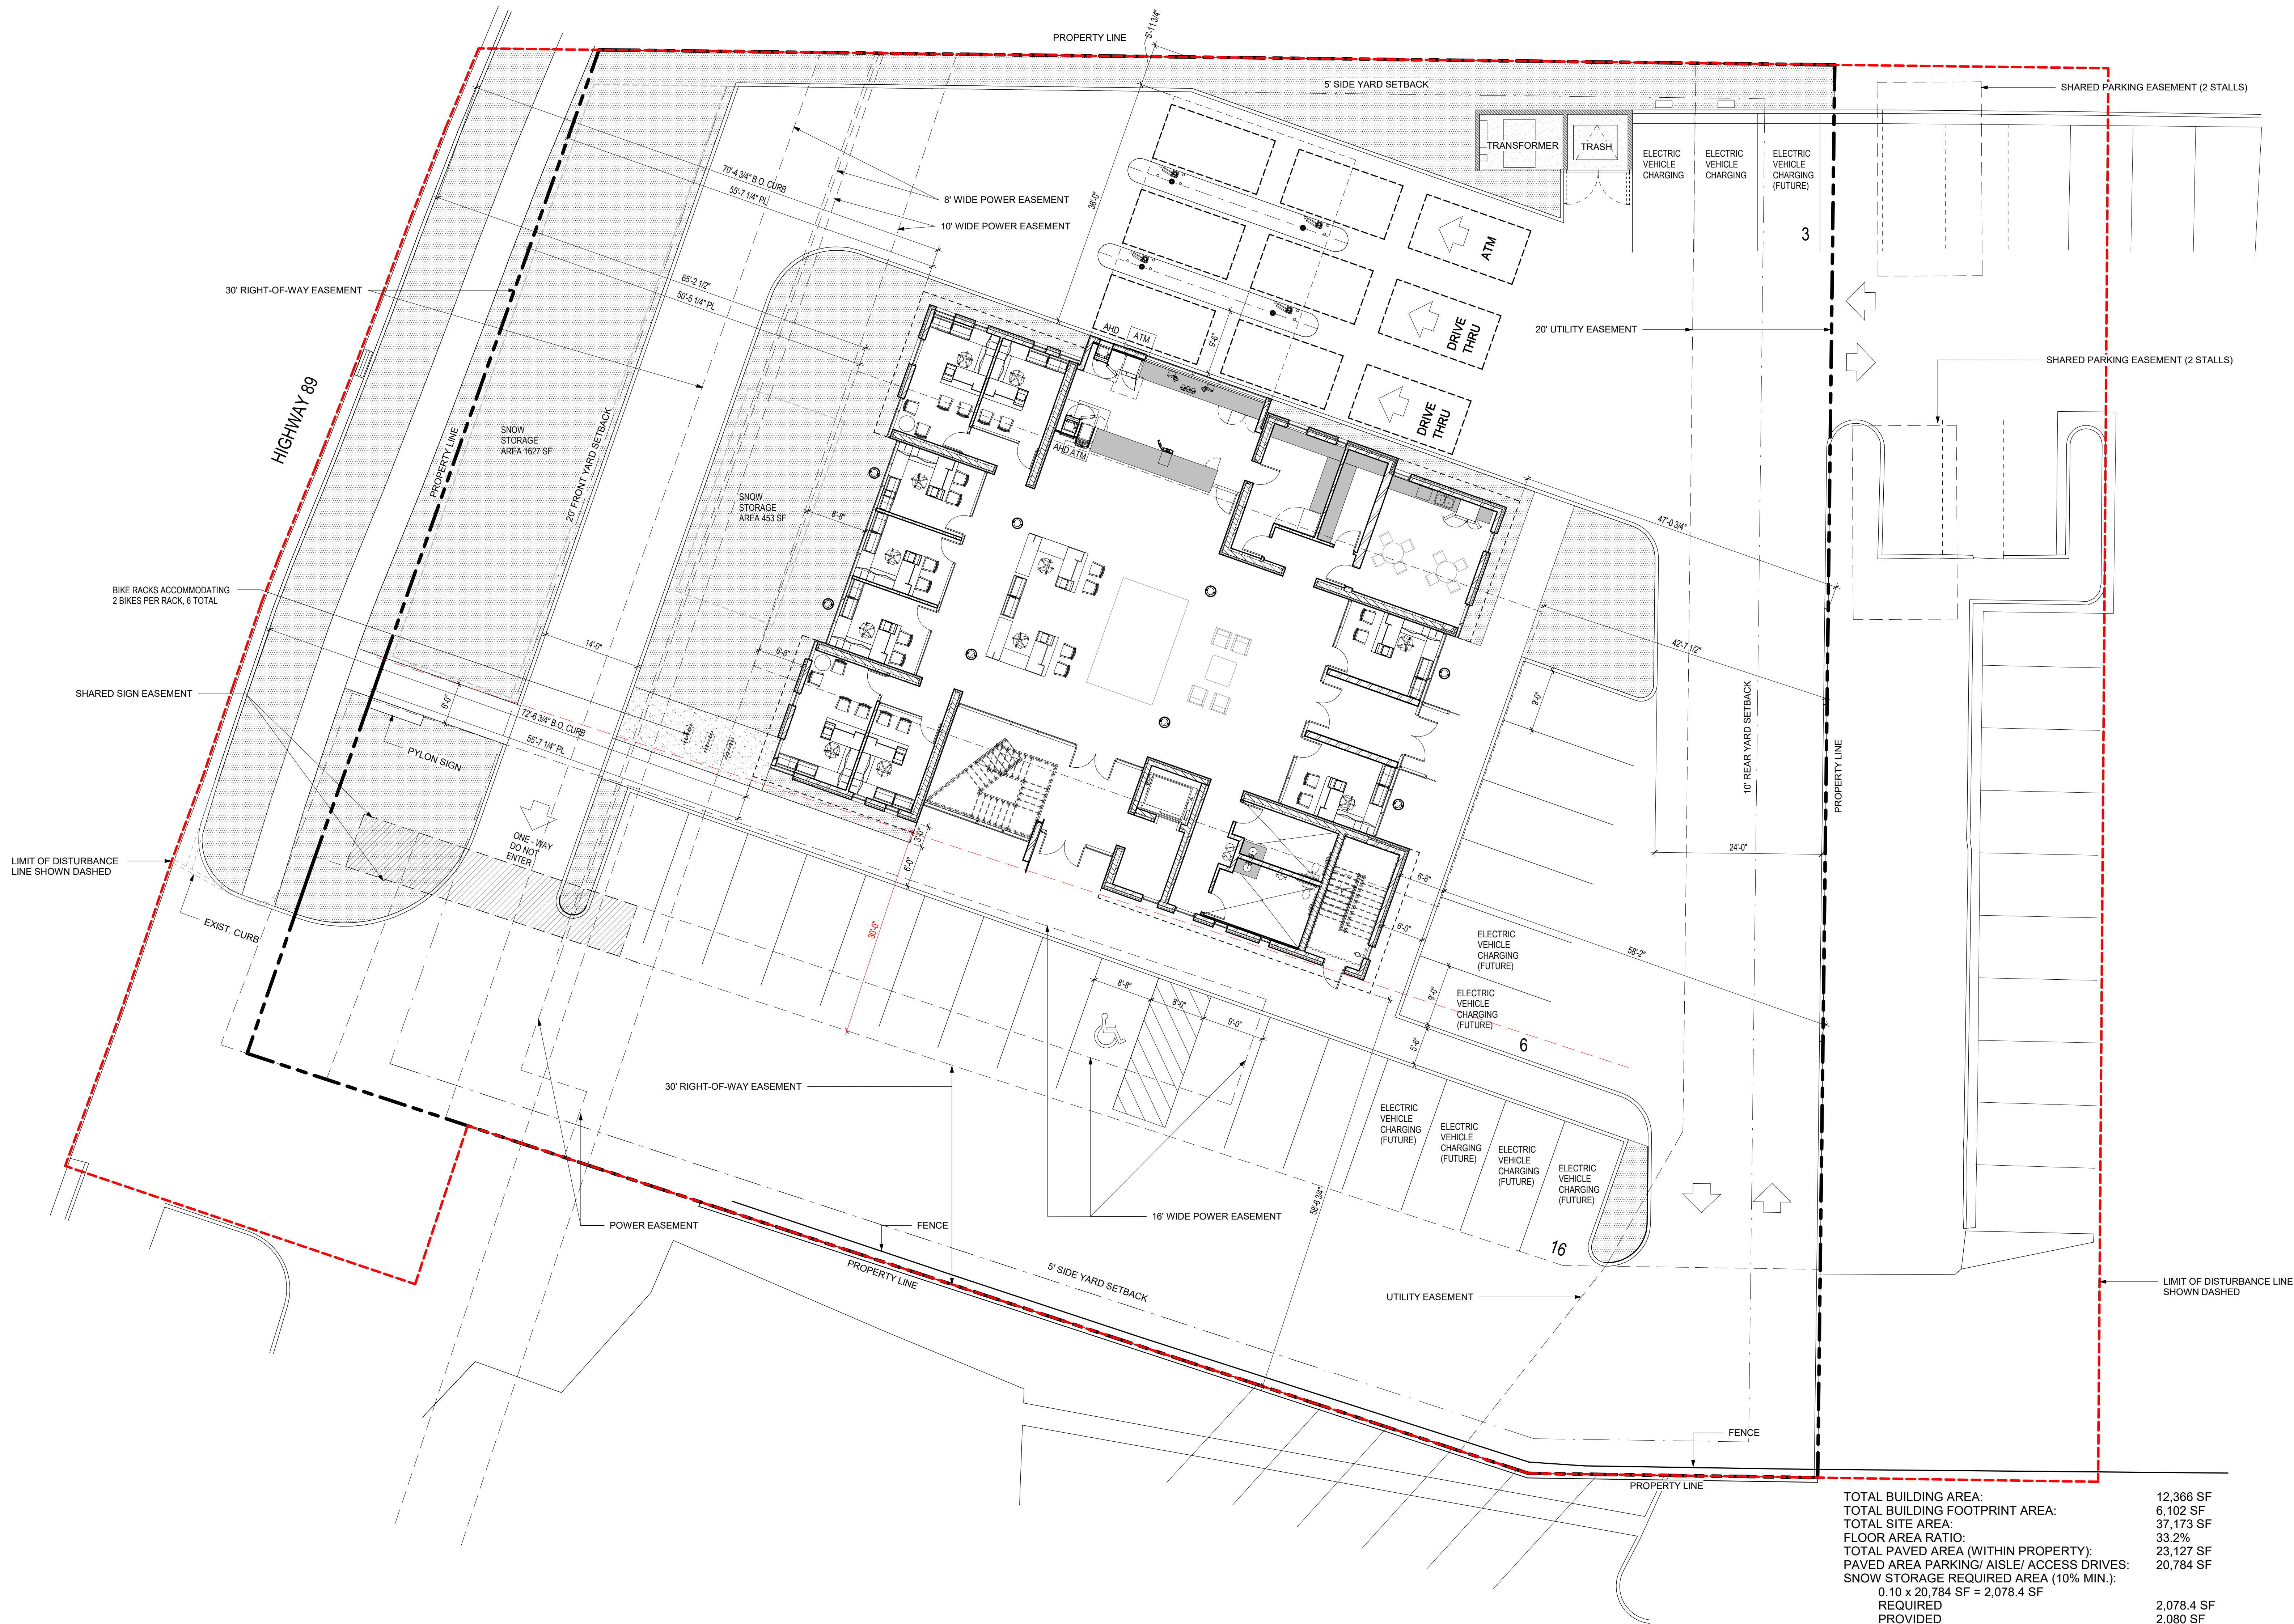 PROPERTY LINE
5'-11 3/4"
5' SIDE YARD SETBACK
SHARED PARKING EASEMENT (2 STALLS)
TRANSFORMER
TRASH
ELECTRIC
VEHICLE
CHARGING
ELECTRIC
VEHICLE
CHARGING
ELECTRIC
VEHICLE
CHARGING
(FUTURE)
3
70'-4 3/4" B.O. CURB
55'-7 1/4" PL
8' WIDE POWER EASEMENT
10' WIDE POWER EASEMENT
36'-0"
ATM
DRIVE
THRU
DRIVE
THRU
30' RIGHT-OF-WAY EASEMENT
65'-2 1/2"
50'-5 1/4" PL
AHD
ATM
9'-6"
20' UTILITY EASEMENT
SHARED PARKING EASEMENT (2 STALLS)
HIGHWAY 89
PROPERTY LINE
SNOW
STORAGE
AREA 1627 SF
20' FRONT YARD SETBACK
SNOW
STORAGE
AREA 453 SF
8'-8"
AHD
ATM
47'-0 3/4"
BIKE RACKS ACCOMMODATING
2 BIKES PER RACK, 6 TOTAL
14'-0"
6'-8"
42'-7 1/2"
9'-0"
SHARED SIGN EASEMENT
6'-0"
72'-6 3/4" B.O. CURB
55'-7 1/4" PL
PYLON SIGN
10' REAR YARD SETBACK
PROPERTY LINE
ONE - WAY
DO NOT
ENTER
3'-0"
6'-0"
30'-0"
24'-0"
6'-8"
6'-0"
58'-2"
LIMIT OF DISTURBANCE
LINE SHOWN DASHED
EXIST. CURB
ELECTRIC
VEHICLE
CHARGING
(FUTURE)
ELECTRIC
VEHICLE
CHARGING
(FUTURE)
9'-0"
5'-6"
6
8'-8"
8'-0"
9'-0"
30' RIGHT-OF-WAY EASEMENT
ELECTRIC
VEHICLE
CHARGING
(FUTURE)
ELECTRIC
VEHICLE
CHARGING
(FUTURE)
ELECTRIC
VEHICLE
CHARGING
(FUTURE)
ELECTRIC
VEHICLE
CHARGING
(FUTURE)
16
58'-6 3/4"
POWER EASEMENT
FENCE
16' WIDE POWER EASEMENT
PROPERTY LINE
5' SIDE YARD SETBACK
UTILITY EASEMENT
LIMIT OF DISTURBANCE LINE
SHOWN DASHED
FENCE
PROPERTY LINE
TOTAL BUILDING AREA: 12,366 SF
TOTAL BUILDING FOOTPRINT AREA: 6,102 SF
TOTAL SITE AREA: 37,173 SF
FLOOR AREA RATIO: 33.2%
TOTAL PAVED AREA (WITHIN PROPERTY): 23,127 SF
PAVED AREA PARKING/ AISLE/ ACCESS DRIVES: 20,784 SF
SNOW STORAGE REQUIRED AREA (10% MIN.):
0.10 x 20,784 SF = 2,078.4 SF
REQUIRED 2,078.4 SF
PROVIDED 2,080 SF